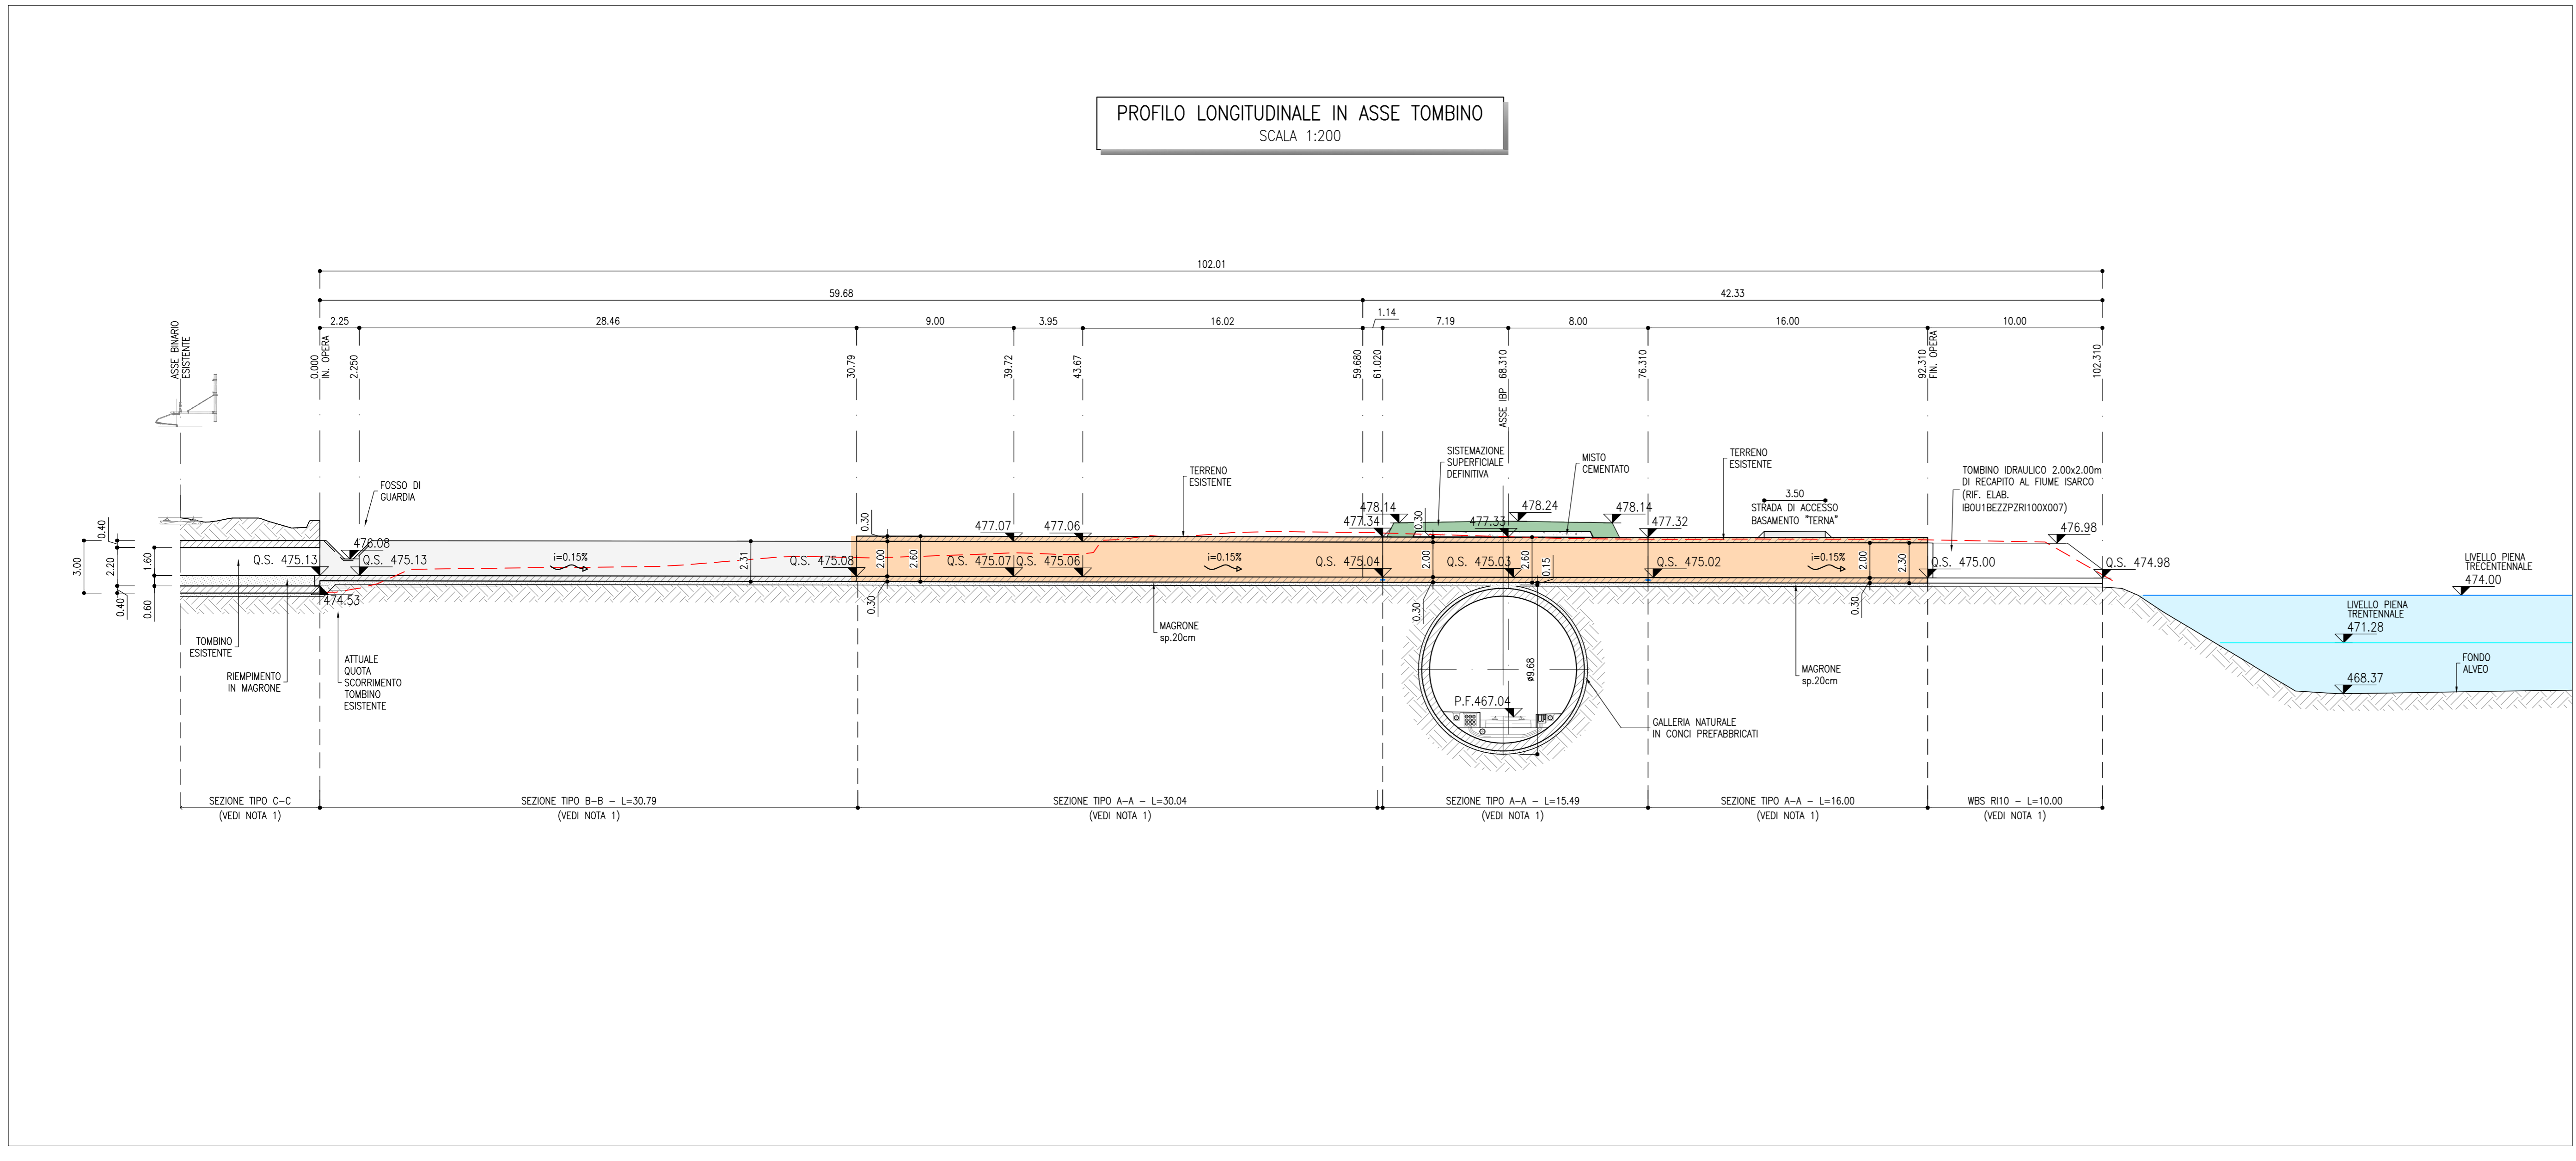 PROFILO LONGITUDINALE IN ASSE TOMBINO
SCALA 1:200
102.01
59.68
42.33
2.25
28.46
9.00
3.95
16.02
1.14
7.19
8.00
16.00
10.00
ASSE BINARIO
ESISTENTE
0.000
IN. OPERA
2.250
30.79
39.72
43.67
59.680
61.020
ASSE IBP 68.310
76.310
92.310
FIN. OPERA
102.310
FOSSO DI
GUARDIA
TERRENO
ESISTENTE
SISTEMAZIONE
SUPERFICIALE
DEFINITIVA
MISTO
CEMENTATO
TERRENO
ESISTENTE
3.50
STRADA DI ACCESSO
BASAMENTO "TERNA"
TOMBINO IDRAULICO 2.00x2.00m
DI RECAPITO AL FIUME ISARCO
(RIF. ELAB.
IB0U1BEZZPZRI100X007)
478.14
478.24
478.14
477.07
477.06
477.34
477.33
477.32
476.98
476.08
0.40
3.00
2.20
1.60
0.40
0.60
Q.S. 475.13
Q.S. 475.13
i=0.15%
2.31
Q.S. 475.08
0.30
2.00
2.60
0.30
Q.S. 475.07
Q.S. 475.06
i=0.15%
Q.S. 475.04
0.30
2.00
0.30
Q.S. 475.03
2.60
0.15
Q.S. 475.02
i=0.15%
2.00
2.30
0.30
Q.S. 475.00
Q.S. 474.98
474.53
LIVELLO PIENA
TRECENTENNALE
474.00
LIVELLO PIENA
TRENTENNALE
471.28
FONDO
ALVEO
468.37
TOMBINO
ESISTENTE
RIEMPIMENTO
IN MAGRONE
ATTUALE
QUOTA
SCORRIMENTO
TOMBINO
ESISTENTE
MAGRONE
sp.20cm
ø9.68
P.F.467.04
GALLERIA NATURALE
IN CONCI PREFABBRICATI
MAGRONE
sp.20cm
SEZIONE TIPO C-C
(VEDI NOTA 1)
SEZIONE TIPO B-B - L=30.79
(VEDI NOTA 1)
SEZIONE TIPO A-A - L=30.04
(VEDI NOTA 1)
SEZIONE TIPO A-A - L=15.49
(VEDI NOTA 1)
SEZIONE TIPO A-A - L=16.00
(VEDI NOTA 1)
WBS RI10 - L=10.00
(VEDI NOTA 1)